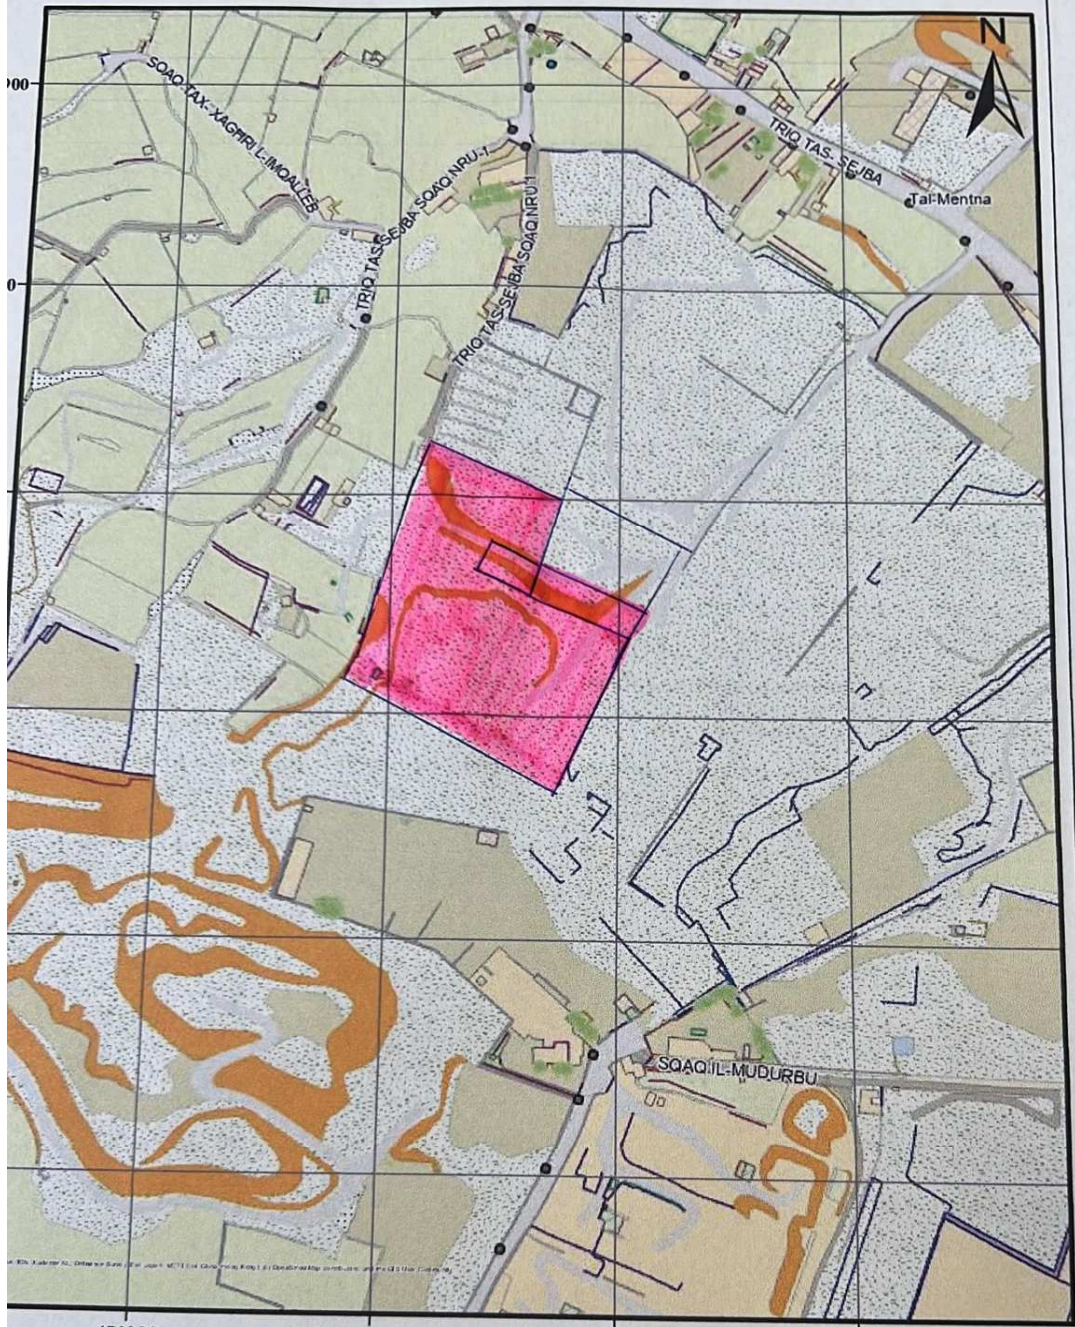 N
SQAQ TAX- XAGHRI L-IMQALLEB
TRIQ TAS- SEJBA
Tal-Mentna
TRIQ TAS-SEJBA SQAQ NRU-1
TRIQ TAS-SEJBA SQAQ NRU 1
SQAQ IL-MUDURBU